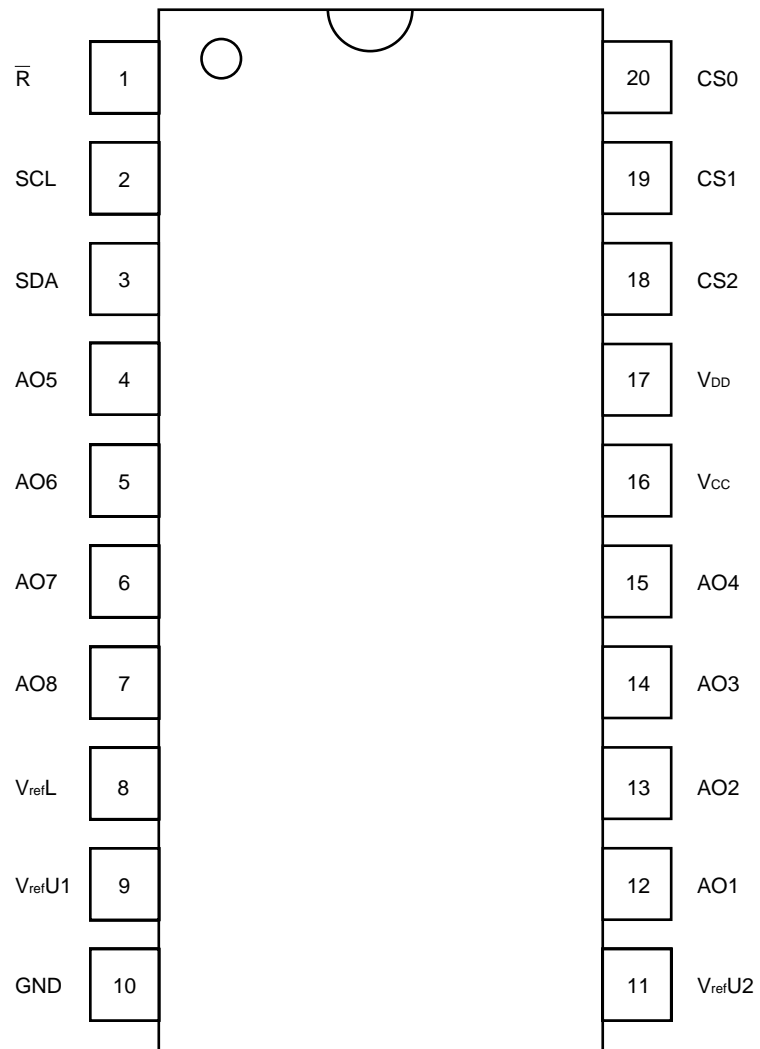 R̅ 1 20 CS0
SCL 2 19 CS1
SDA 3 18 CS2
AO5 4 17 VDD
AO6 5 16 VCC
AO7 6 15 AO4
AO8 7 14 AO3
VrefL 8 13 AO2
VrefU1 9 12 AO1
GND 10 11 VrefU2